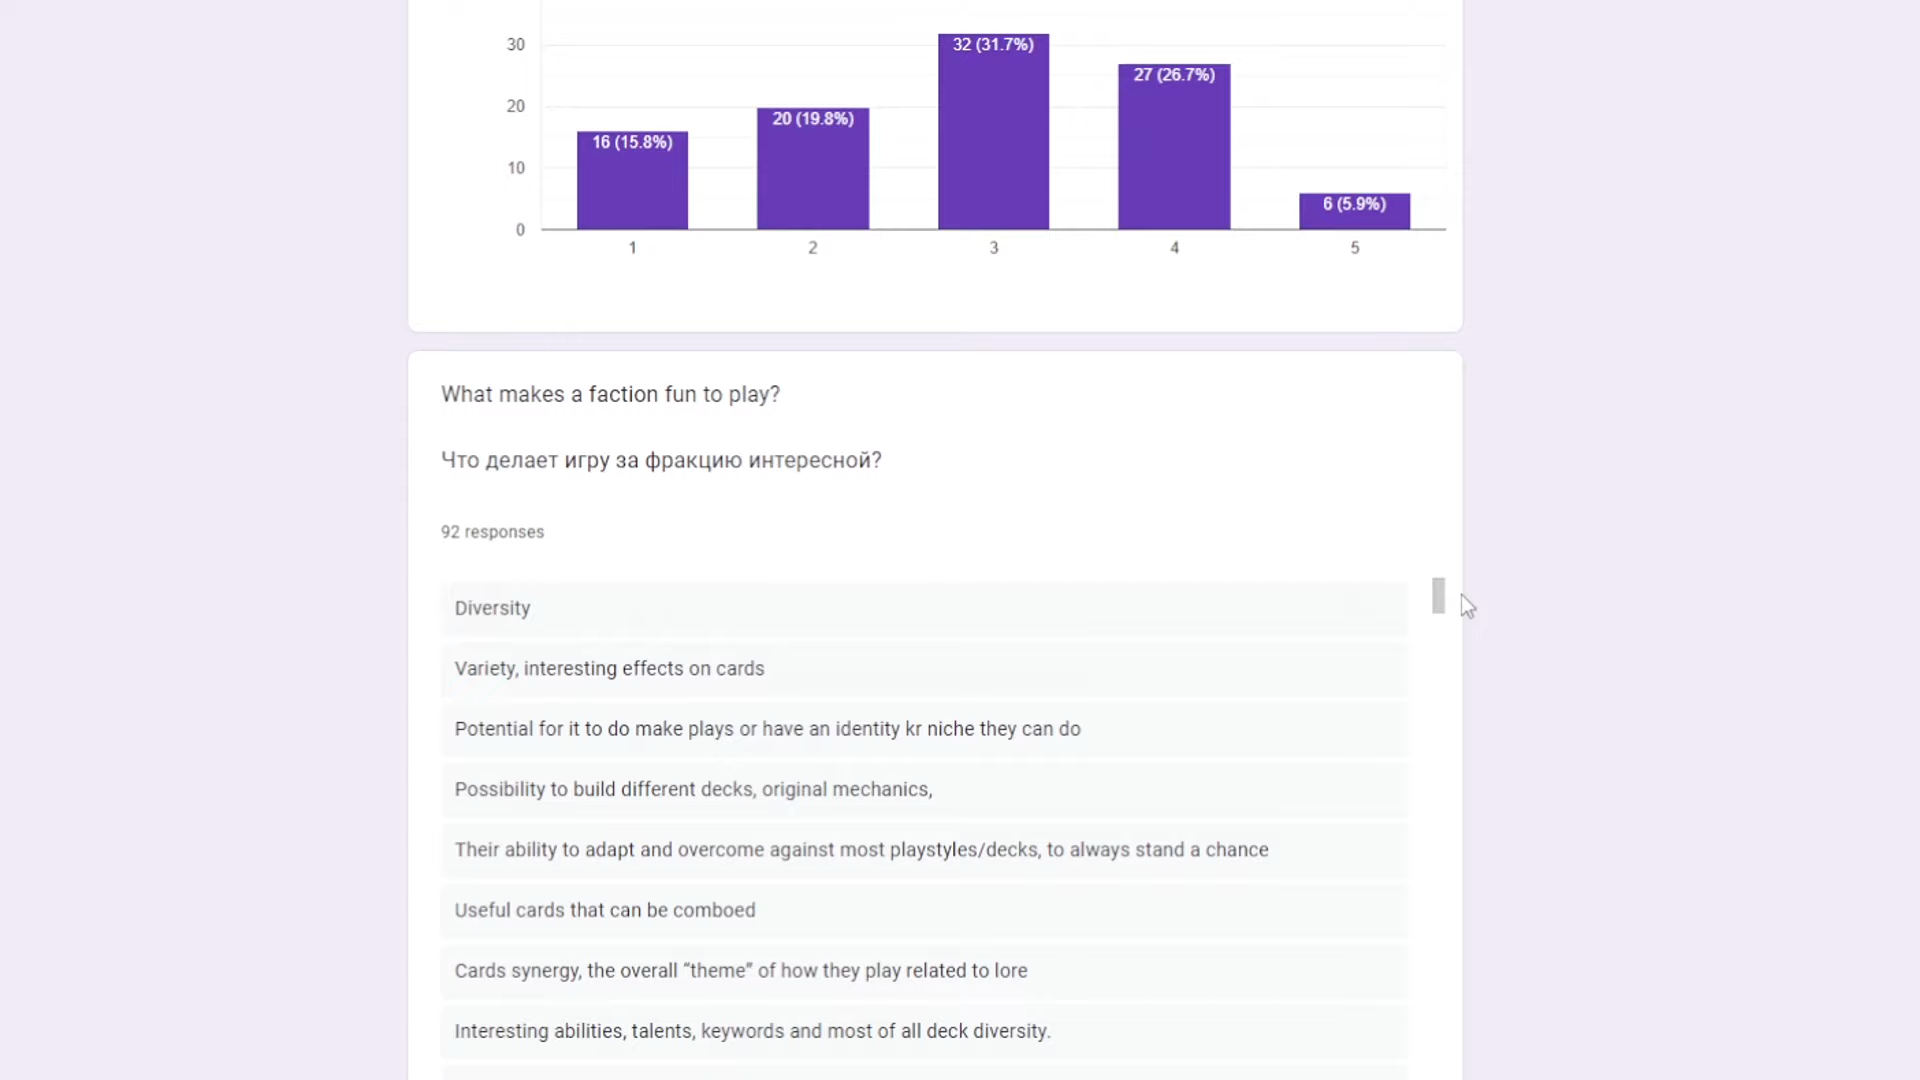 30
32 (31.7%)
27 (26.7%)
20
20 (19.8%)
16 (15.8%)
10
6 (5.9%)
0
1 2 3 4 5
What makes a faction fun to play?
Что делает игру за фракцию интересной?
92 responses
Diversity
Variety, interesting effects on cards
Potential for it to do make plays or have an identity kr niche they can do
Possibility to build different decks, original mechanics,
Their ability to adapt and overcome against most playstyles/decks, to always stand a chance
Useful cards that can be comboed
Cards synergy, the overall “theme” of how they play related to lore
Interesting abilities, talents, keywords and most of all deck diversity.